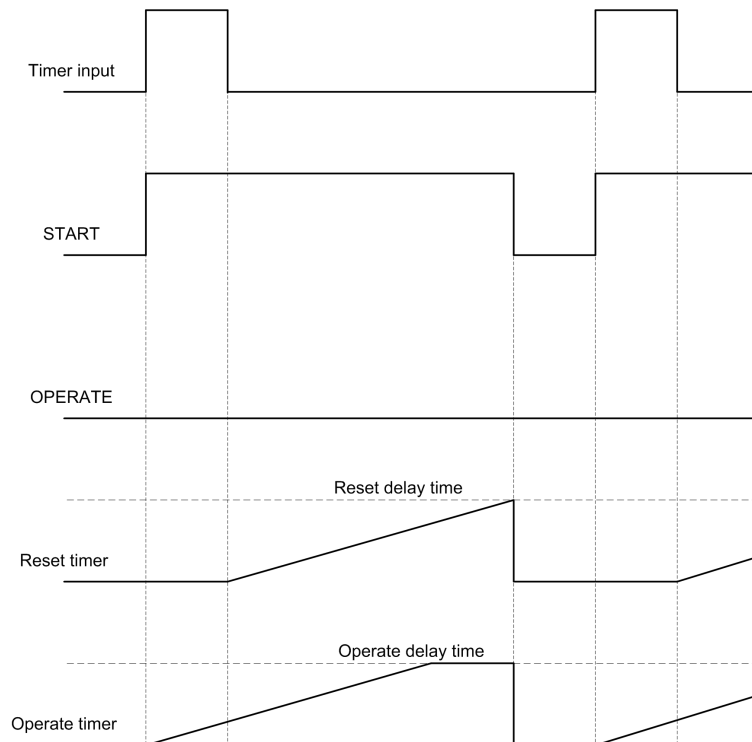 Timer input
START
OPERATE
Reset delay time
Reset timer
Operate delay time
Operate timer